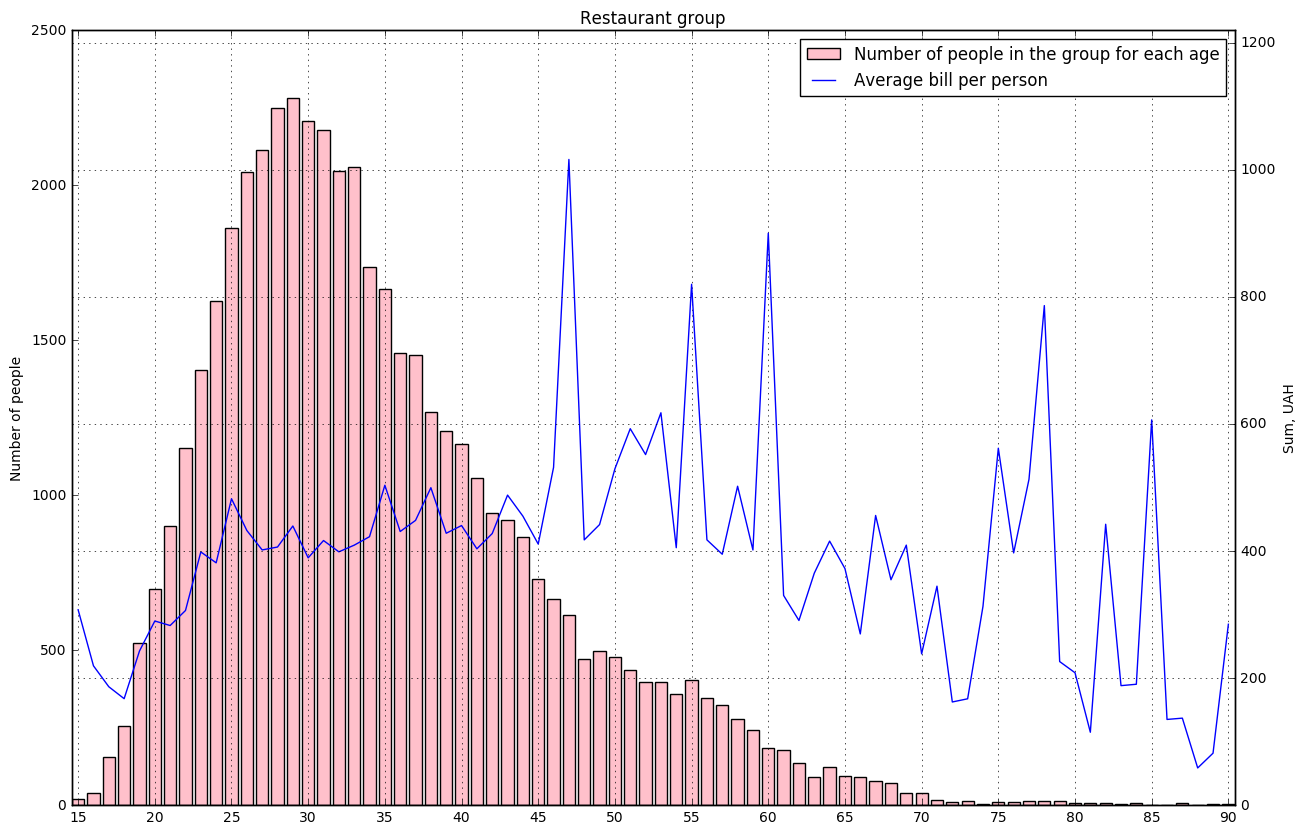 Restaurant group
Number of people in the group for each age
Average bill per person
Number of people
2500
2000
1500
1000
500
0
1200
1000
800
600
400
200
0
Sum, UAH
15 20 25 30 35 40 45 50 55 60 65 70 75 80 85 90